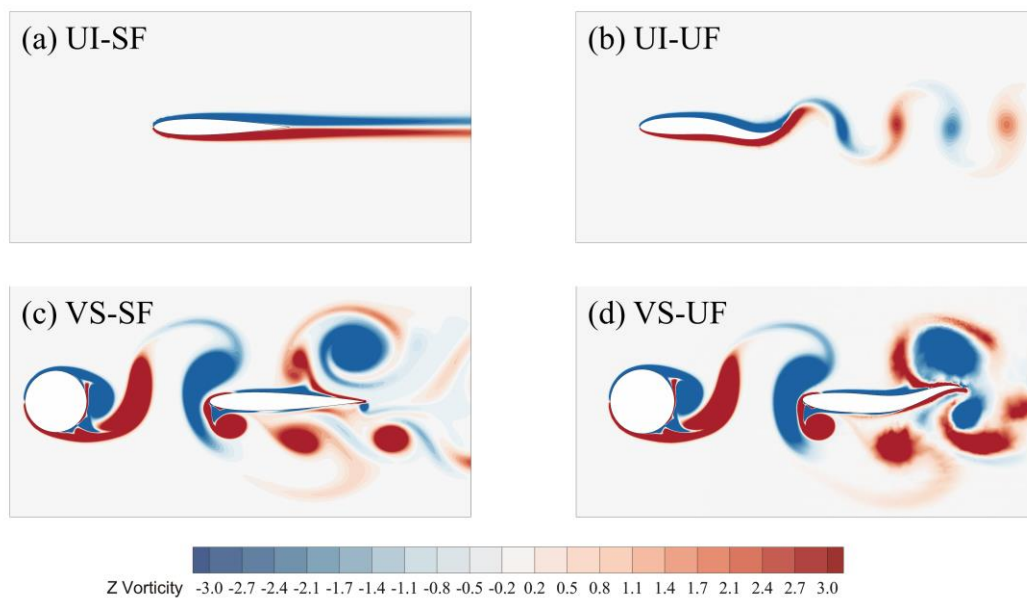 (a) UI-SF
(b) UI-UF
(c) VS-SF
(d) VS-UF
Z Vorticity -3.0 -2.7 -2.4 -2.1 -1.7 -1.4 -1.1 -0.8 -0.5 -0.2 0.2 0.5 0.8 1.1 1.4 1.7 2.1 2.4 2.7 3.0